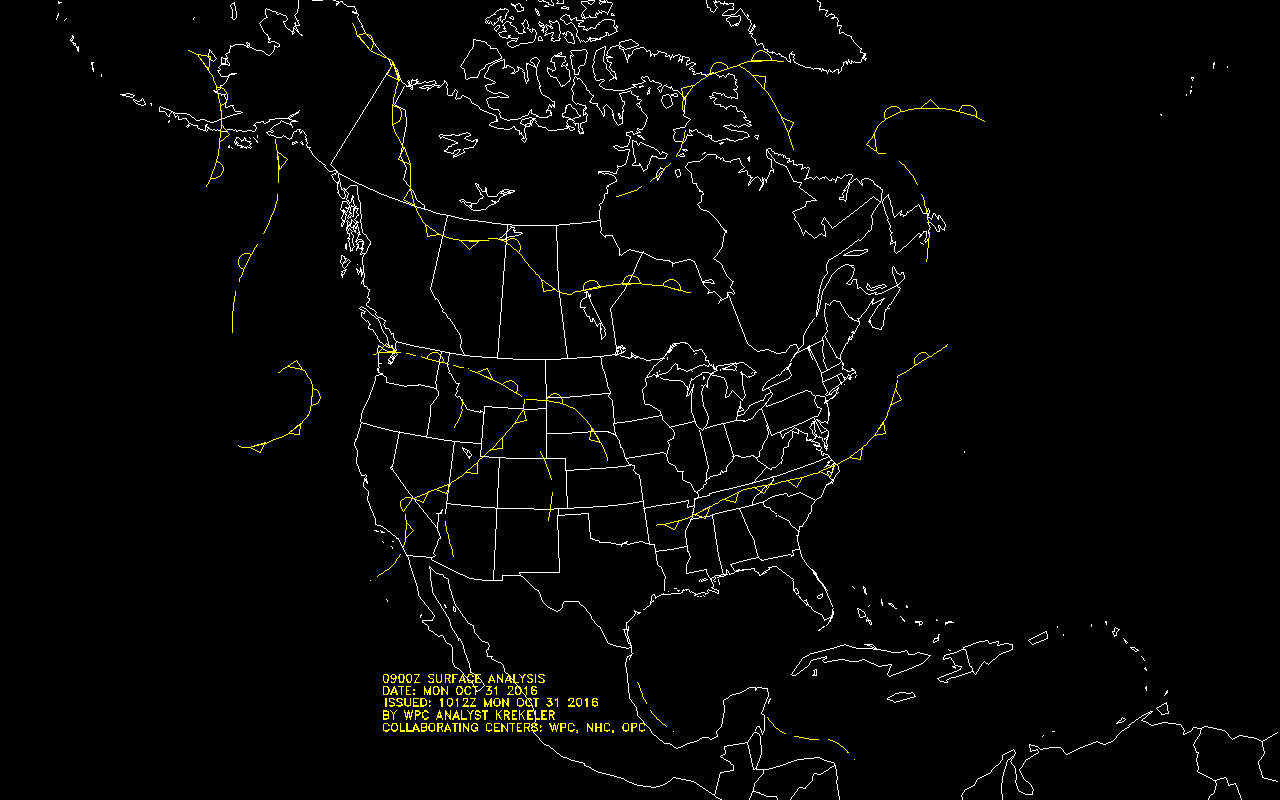 0900Z SURFACE ANALYSIS
DATE: MON OCT 31 2016
ISSUED: 1012Z MON OCT 31 2016
BY WPC ANALYST KREKELER
COLLABORATING CENTERS: WPC, NHC, OPC